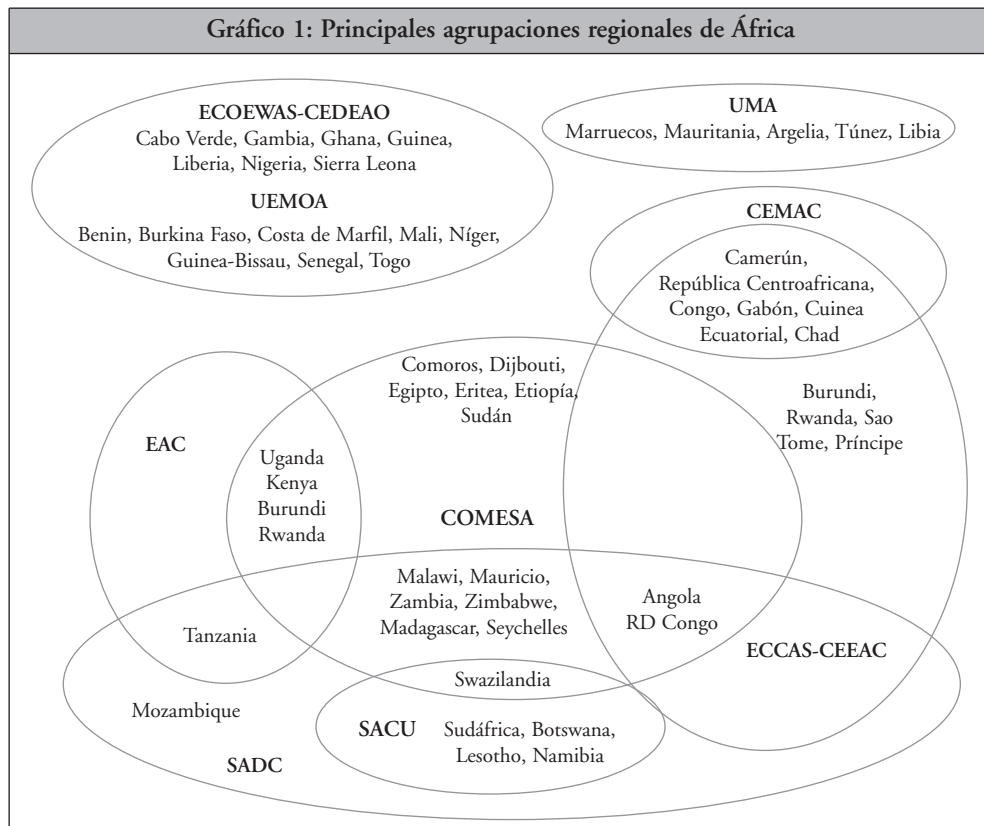 Gráfico 1: Principales agrupaciones regionales de África
ECOEWAS-CEDEAO
Cabo Verde, Gambia, Ghana, Guinea,
Liberia, Nigeria, Sierra Leona
UEMOA
Benin, Burkina Faso, Costa de Marfil, Mali, Níger,
Guinea-Bissau, Senegal, Togo
UMA
Marruecos, Mauritania, Argelia, Túnez, Libia
CEMAC
Camerún,
República Centroafricana,
Congo, Gabón, Cuinea
Ecuatorial, Chad
Comoros, Dijbouti,
Egipto, Eritea, Etiopía,
Sudán
Burundi,
Rwanda, Sao
Tome, Príncipe
EAC
Uganda
Kenya
Burundi
Rwanda
COMESA
Malawi, Mauricio,
Zambia, Zimbabwe,
Madagascar, Seychelles
Angola
RD Congo
Tanzania
ECCAS-CEEAC
Swazilandia
Mozambique
SACU Sudáfrica, Botswana,
Lesotho, Namibia
SADC